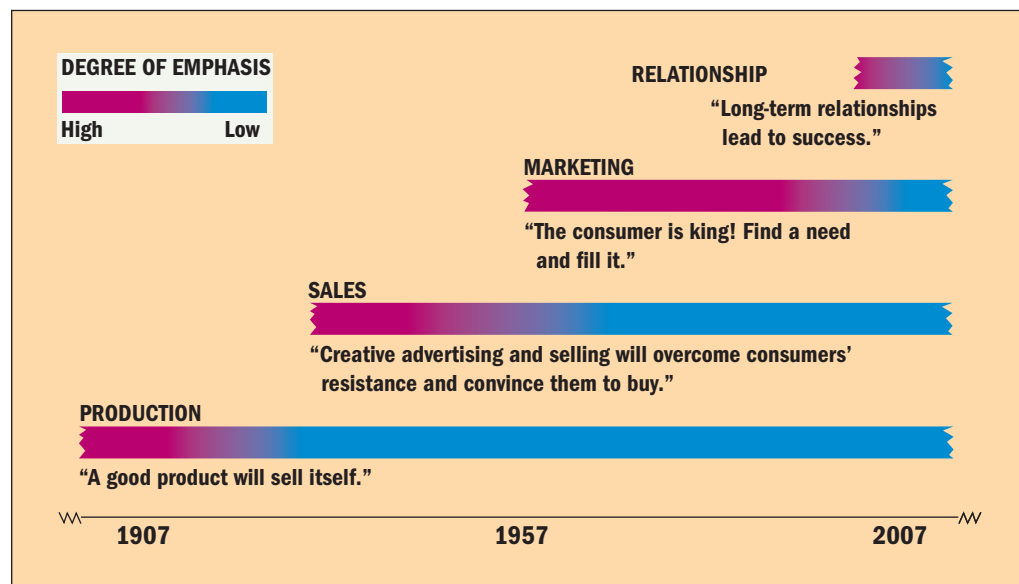 DEGREE OF EMPHASIS
High Low
RELATIONSHIP
“Long-term relationships
lead to success.”
MARKETING
“The consumer is king! Find a need
and fill it.”
SALES
“Creative advertising and selling will overcome consumers’
resistance and convince them to buy.”
PRODUCTION
“A good product will sell itself.”
1907 1957 2007